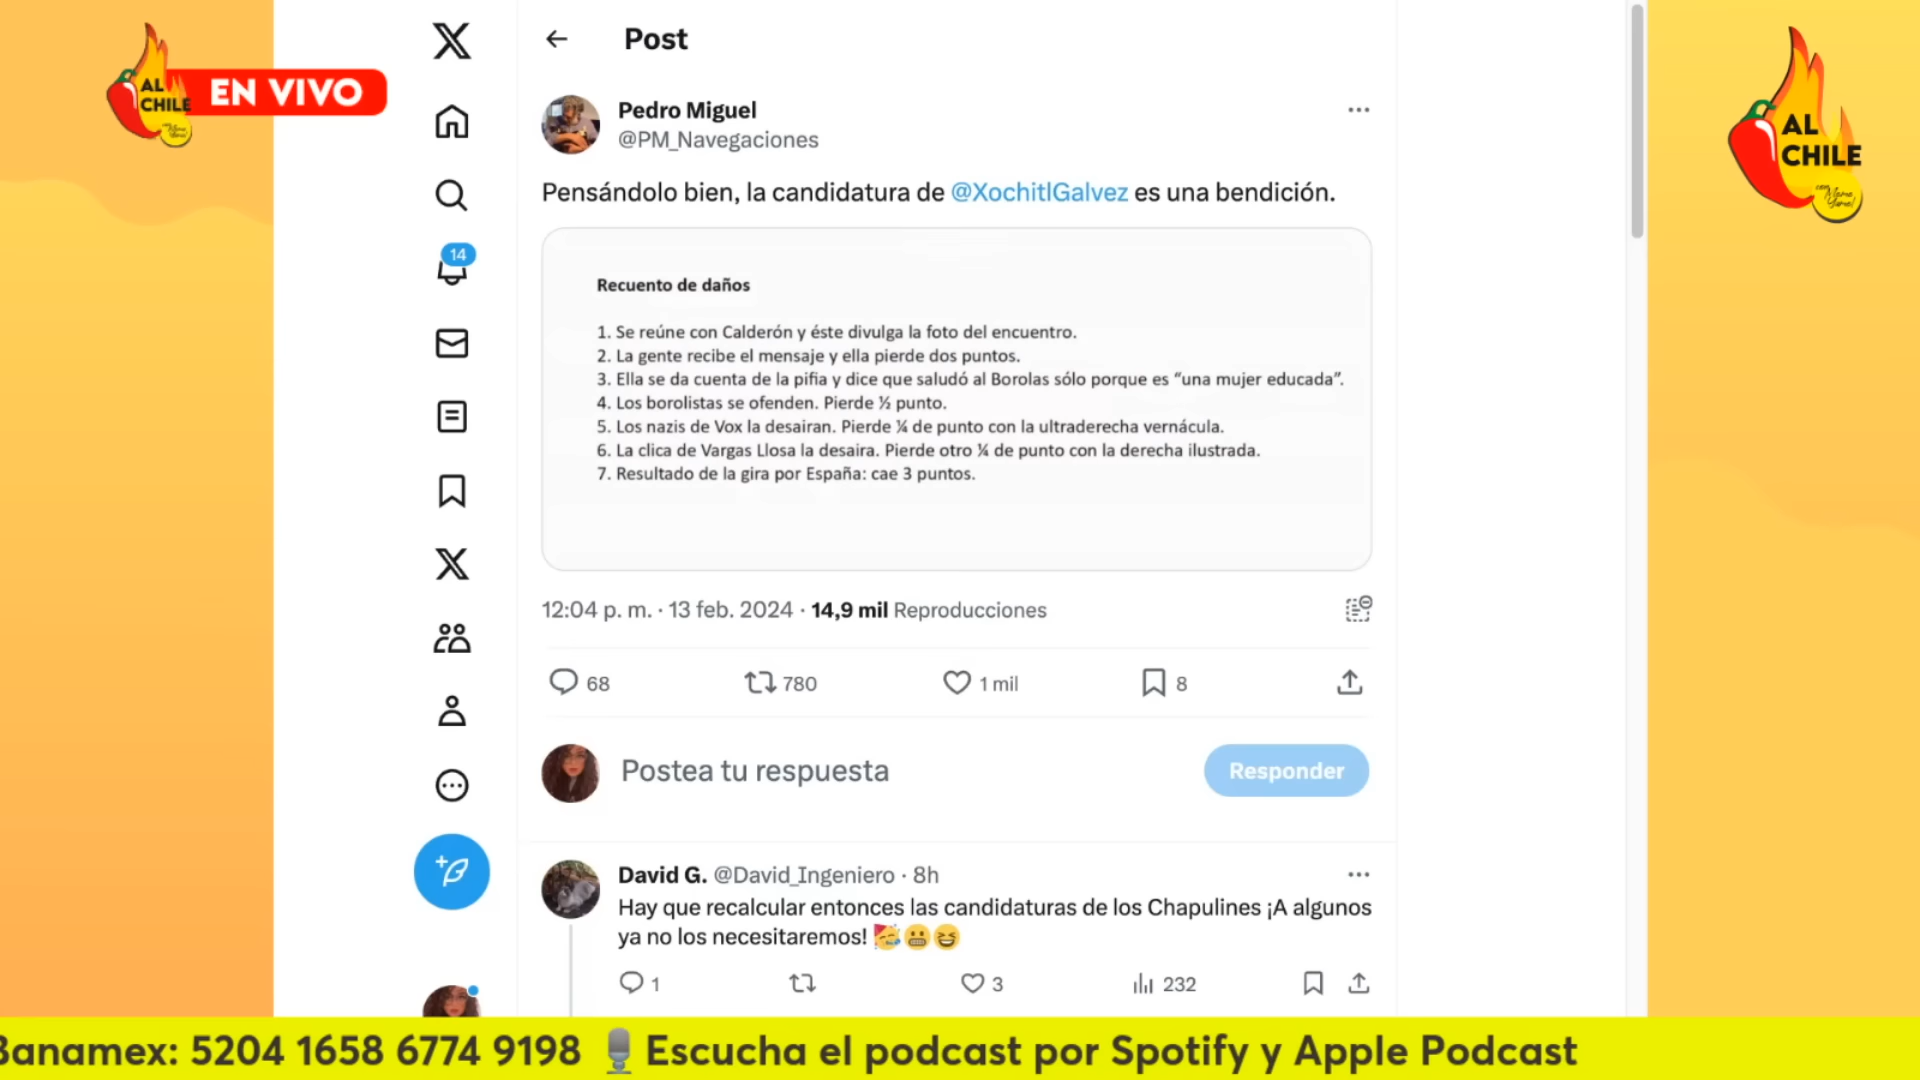 AL
CHILE
EN VIVO
Post
Pedro Miguel
@PM_Navegaciones
Pensándolo bien, la candidatura de @XochitlGalvez es una bendición.
Recuento de daños
1. Se reúne con Calderón y éste divulga la foto del encuentro.
2. La gente recibe el mensaje y ella pierde dos puntos.
3. Ella se da cuenta de la pifia y dice que saludó al Borolas sólo porque es “una mujer educada”.
4. Los borolistas se ofenden. Pierde ½ punto.
5. Los nazis de Vox la desairan. Pierde ¼ de punto con la ultraderecha vernácula.
6. La clica de Vargas Llosa la desaira. Pierde otro ¼ de punto con la derecha ilustrada.
7. Resultado de la gira por España: cae 3 puntos.
12:04 p. m. · 13 feb. 2024 · 14,9 mil Reproducciones
68 780 1 mil 8
Postea tu respuesta
Responder
David G. @David_Ingeniero · 8h
Hay que recalcular entonces las candidaturas de los Chapulines ¡A algunos
ya no los necesitaremos! 🥳😬😆
1 3 232
14
AL
CHILE
Banamex: 5204 1658 6774 9198 🎙️Escucha el podcast por Spotify y Apple Podcast